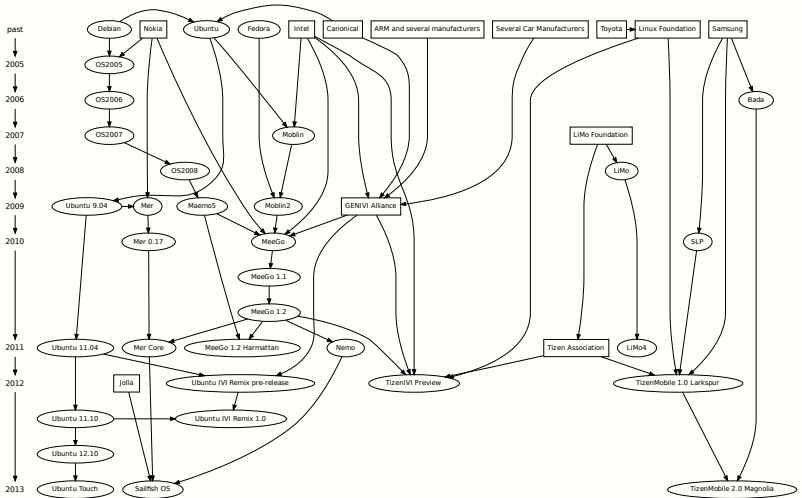 past
Debian
Nokia
Ubuntu
Fedora
Intel
Canonical
ARM and several manufacturers
Several Car Manufacturers
Toyota
Linux Foundation
Samsung
2005
OS2005
2006
OS2006
Bada
2007
OS2007
Moblin
LiMo Foundation
2008
OS2008
LiMo
2009
Ubuntu 9.04
Mer
Maemo5
Moblin2
GENIVI Alliance
2010
Mer 0.17
MeeGo
SLP
MeeGo 1.1
MeeGo 1.2
2011
Ubuntu 11.04
Mer Core
MeeGo 1.2 Harmattan
Nemo
Tizen Association
LiMo4
2012
Jolla
Ubuntu IVI Remix pre-release
TizenIVI Preview
TizenMobile 1.0 Larkspur
Ubuntu 11.10
Ubuntu IVI Remix 1.0
Ubuntu 12.10
2013
Ubuntu Touch
Sailfish OS
TizenMobile 2.0 Magnolia